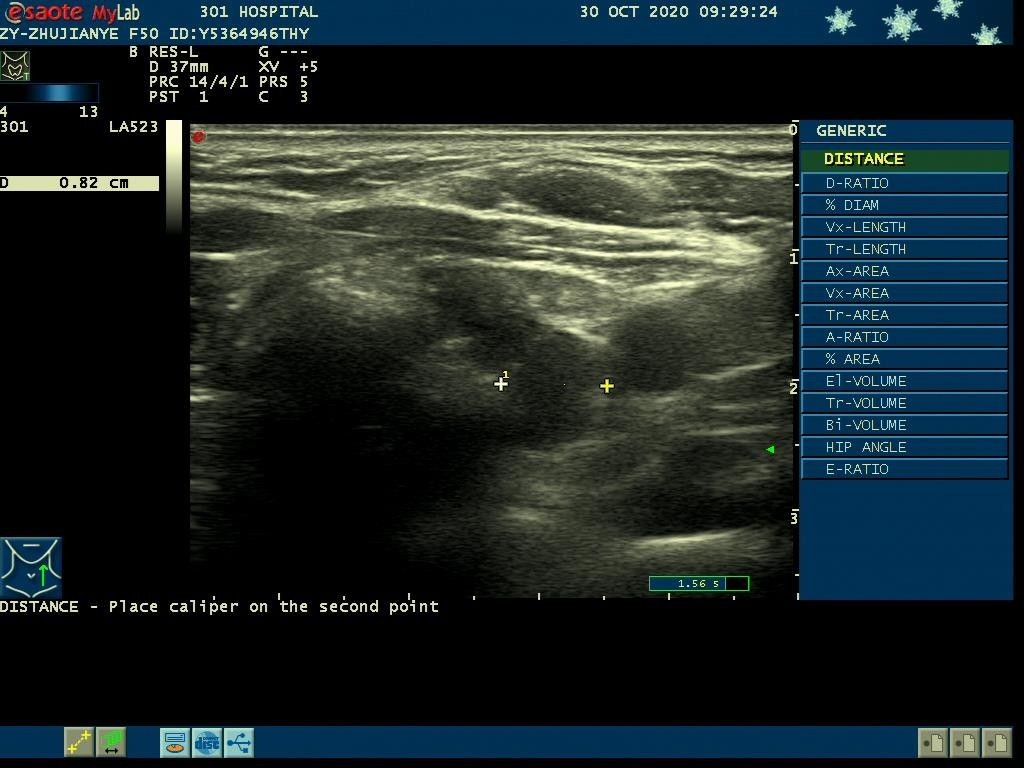 esaote MyLab
301 HOSPITAL
30 OCT 2020 09:29:24
ZY-ZHUJIANYE F50 ID:Y5364946THY
B RES-L G ---
D 37mm XV +5
PRC 14/4/1 PRS 5
PST 1 C 3
4 13
301 LA523
D 0.82 cm
e
0
1
2
3
1
1.56 s
GENERIC
DISTANCE
D-RATIO
% DIAM
Vx-LENGTH
Tr-LENGTH
Ax-AREA
Vx-AREA
Tr-AREA
A-RATIO
% AREA
El-VOLUME
Tr-VOLUME
Bi-VOLUME
HIP ANGLE
E-RATIO
DISTANCE - Place caliper on the second point
disc